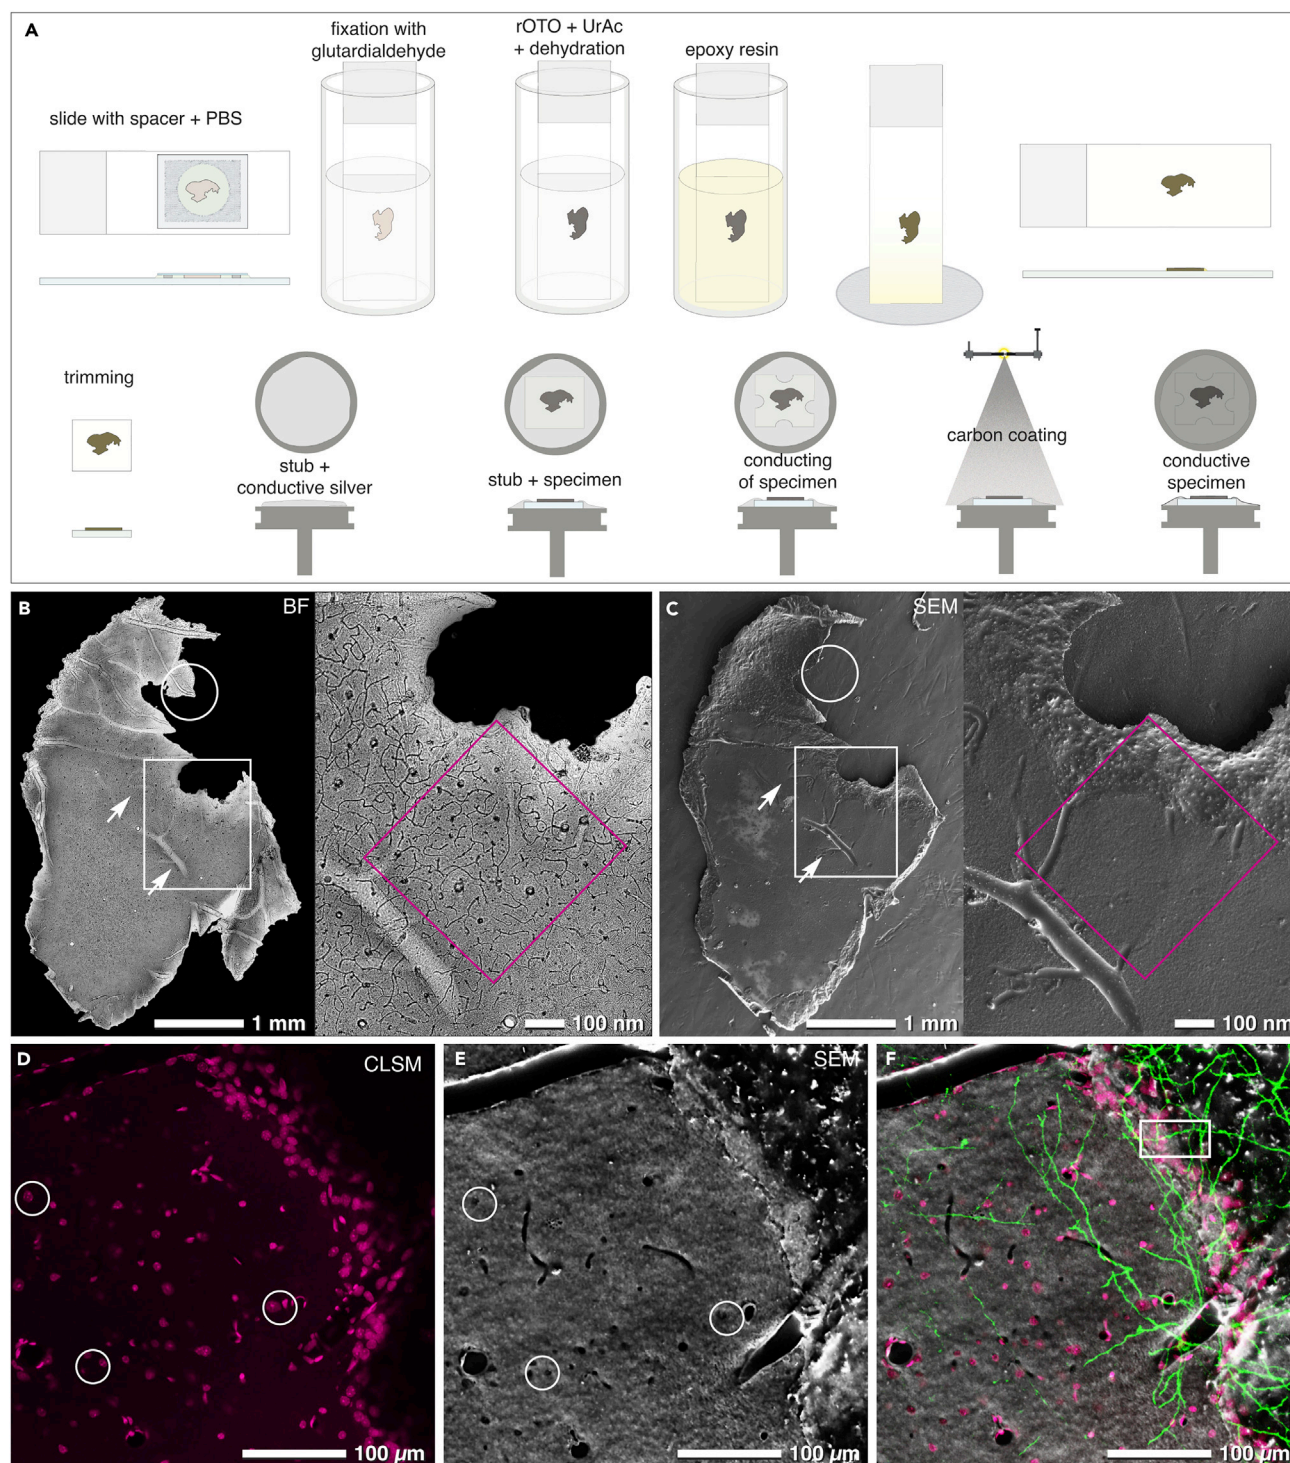 A
fixation with
glutardialdehyde
rOTO + UrAc
+ dehydration
epoxy resin
slide with spacer + PBS
trimming
stub +
conductive silver
stub + specimen
conducting
of specimen
carbon coating
conductive
specimen
B
BF
1 mm
100 nm
C
SEM
1 mm
100 nm
D
CLSM
100 µm
E
SEM
100 µm
F
100 µm